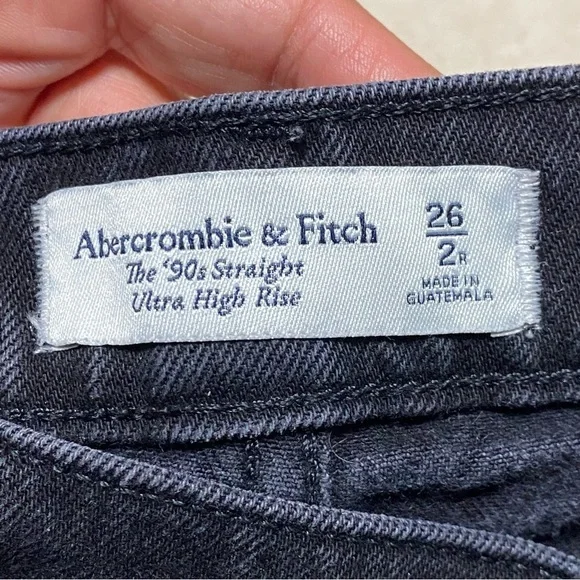 Abercrombie & Fitch
The '90s Straight
Ultra High Rise
26
2R
MADE IN
GUATEMALA